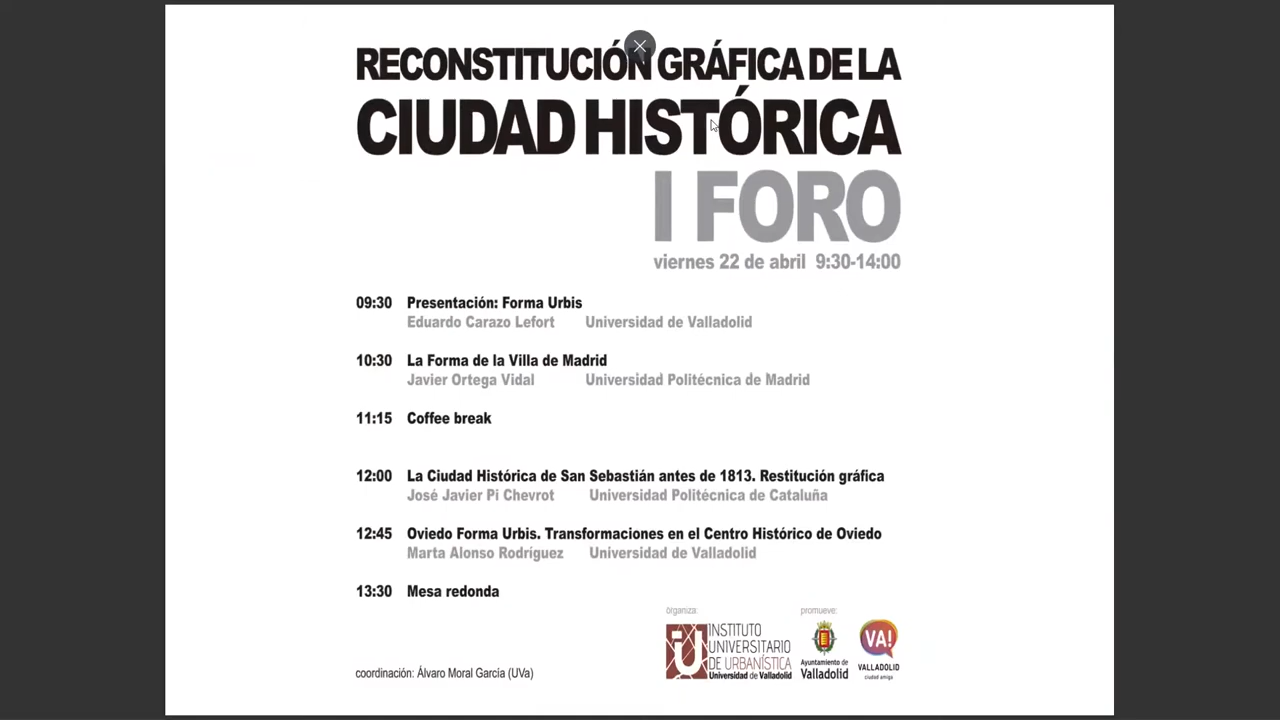 RECONSTITUCIÓN GRÁFICA DE LA
CIUDAD HISTÓRICA
I FORO
viernes 22 de abril 9:30-14:00
09:30 Presentación: Forma Urbis
Eduardo Carazo Lefort Universidad de Valladolid
10:30 La Forma de la Villa de Madrid
Javier Ortega Vidal Universidad Politécnica de Madrid
11:15 Coffee break
12:00 La Ciudad Histórica de San Sebastián antes de 1813. Restitución gráfica
José Javier Pi Chevrot Universidad Politécnica de Cataluña
12:45 Oviedo Forma Urbis. Transformaciones en el Centro Histórico de Oviedo
Marta Alonso Rodríguez Universidad de Valladolid
13:30 Mesa redonda
organiza:
iU
INSTITUTO
UNIVERSITARIO
DE URBANÍSTICA
Universidad de Valladolid
promueve:
Ayuntamiento de
Valladolid
VA!
VALLADOLID
ciudad amiga
coordinación: Álvaro Moral García (UVa)